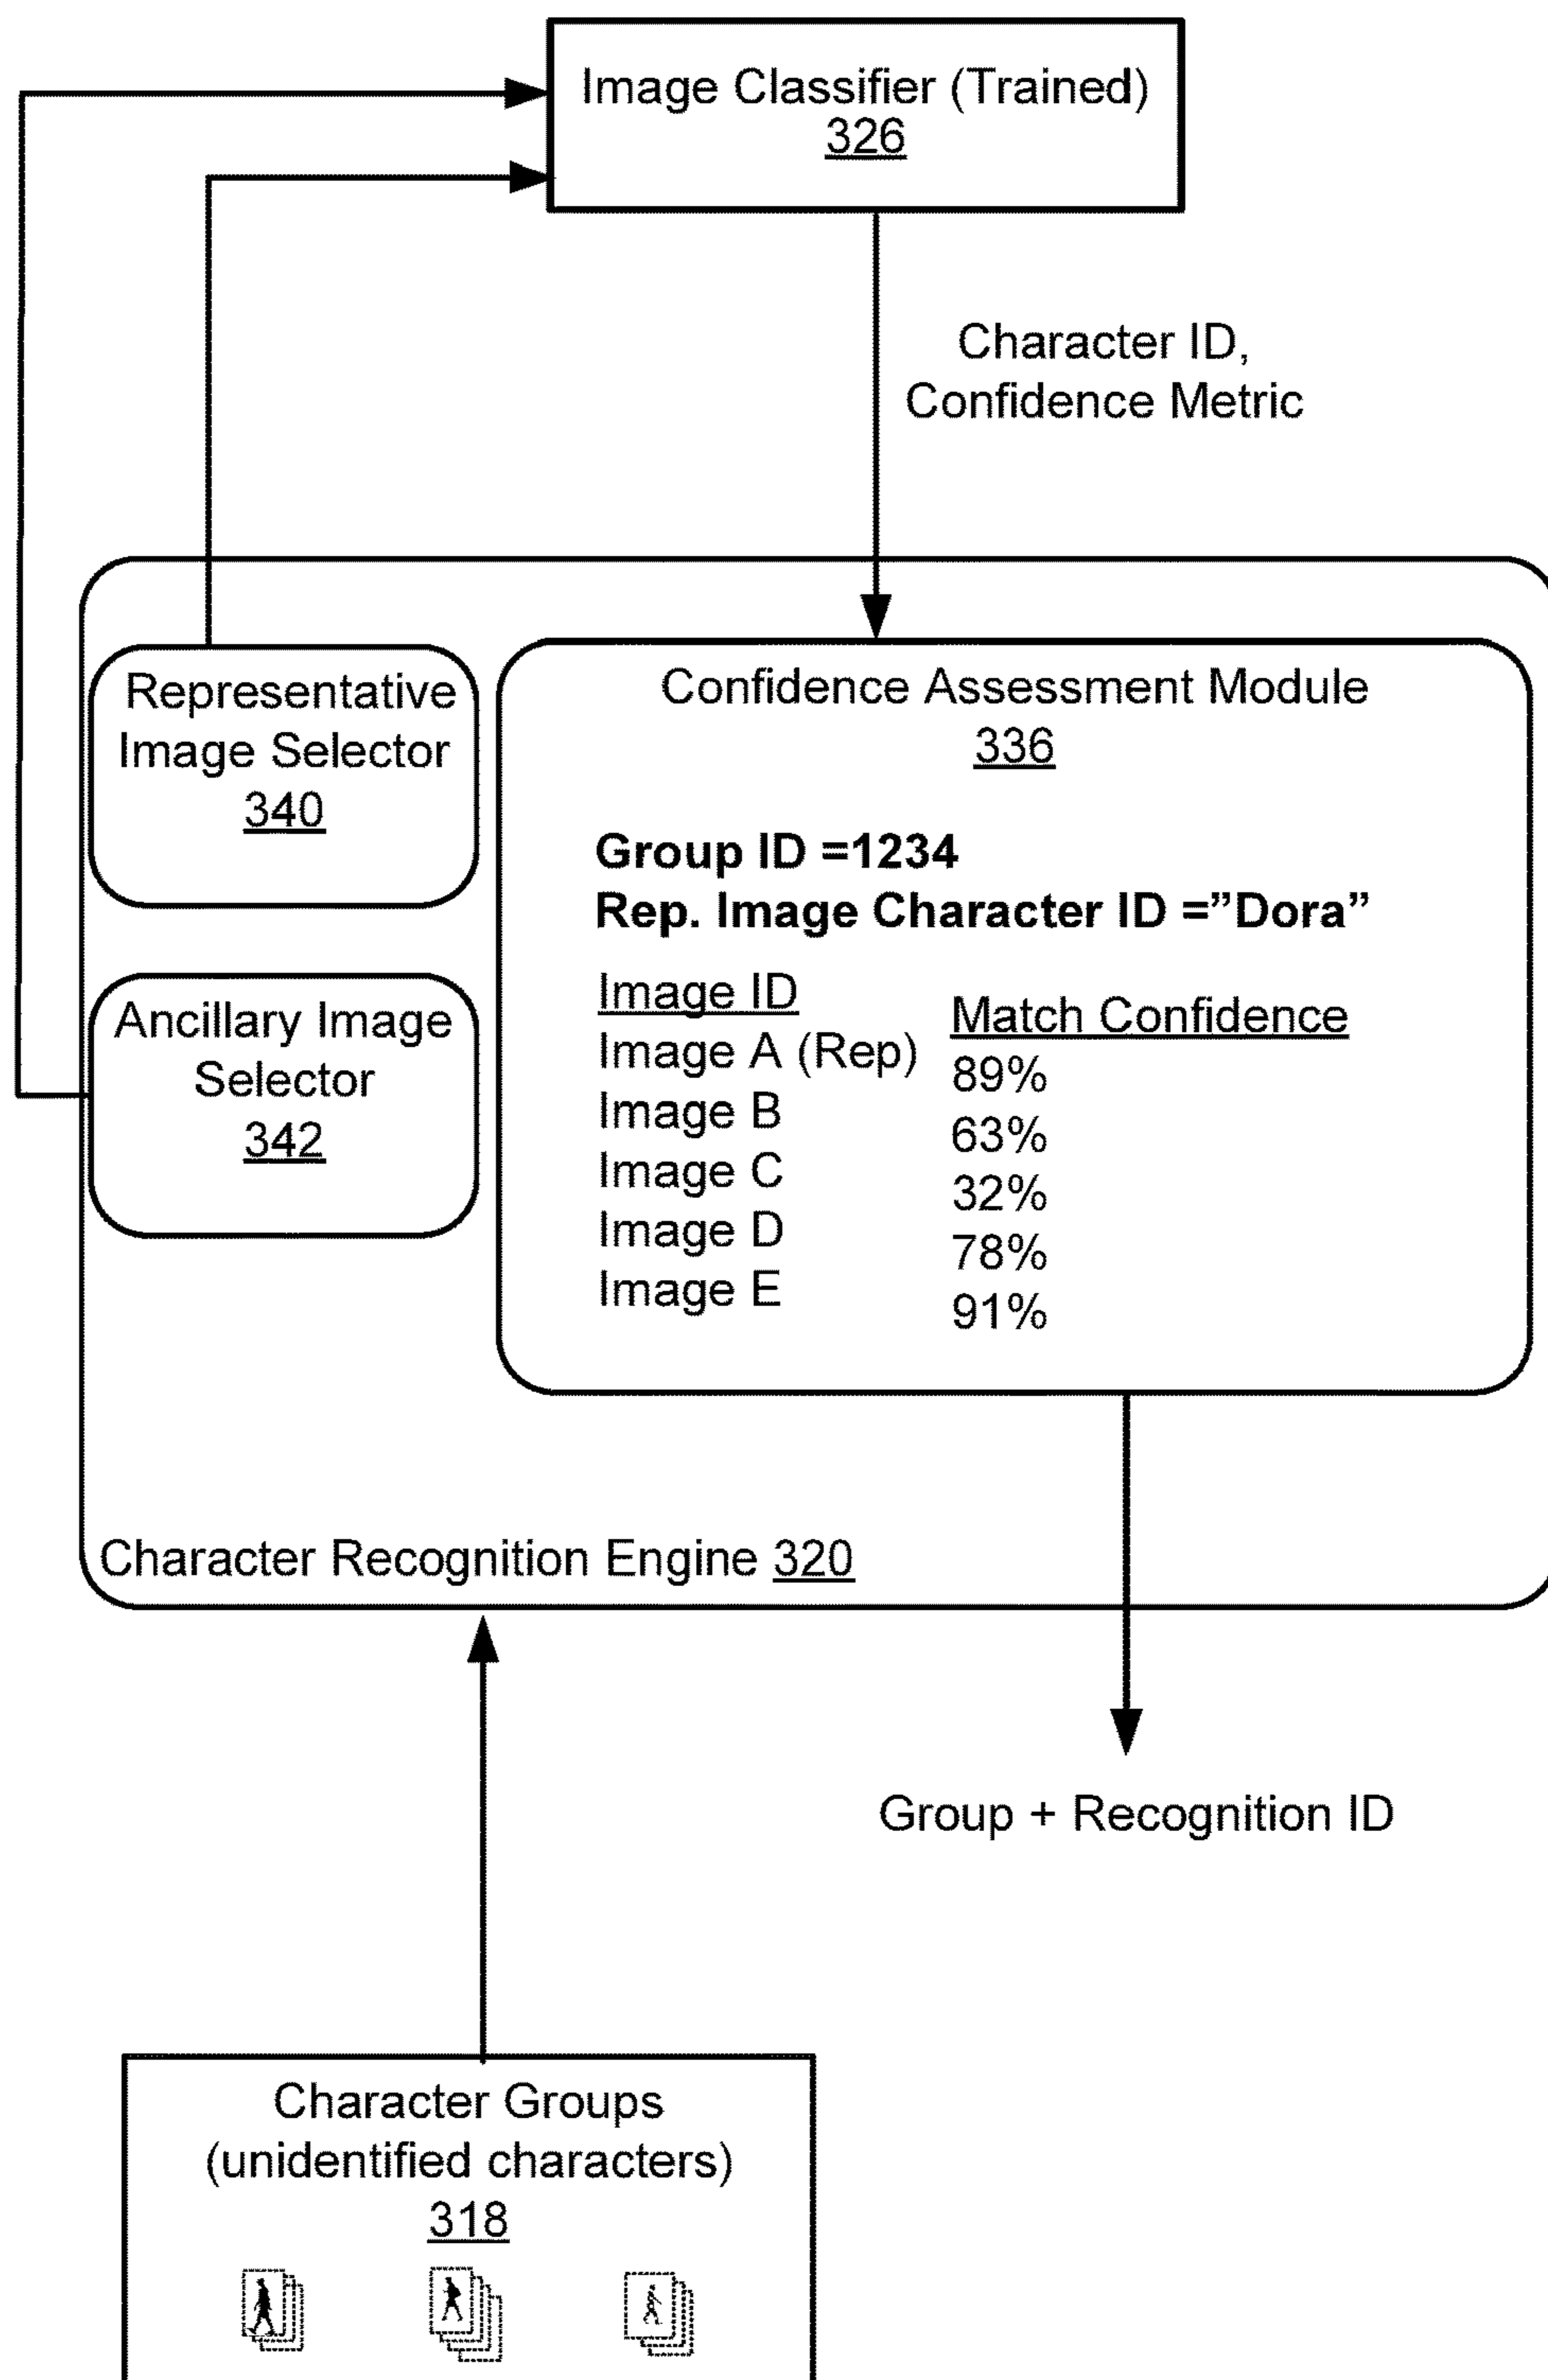 Image Classifier (Trained)
326
Character ID,
Confidence Metric
Representative
Image Selector
340
Ancillary Image
Selector
342
Confidence Assessment Module
336
Group ID =1234
Rep. Image Character ID =”Dora”
Image ID Match Confidence
Image A (Rep) 89%
Image B 63%
Image C 32%
Image D 78%
Image E 91%
Character Recognition Engine 320
Group + Recognition ID
Character Groups
(unidentified characters)
318